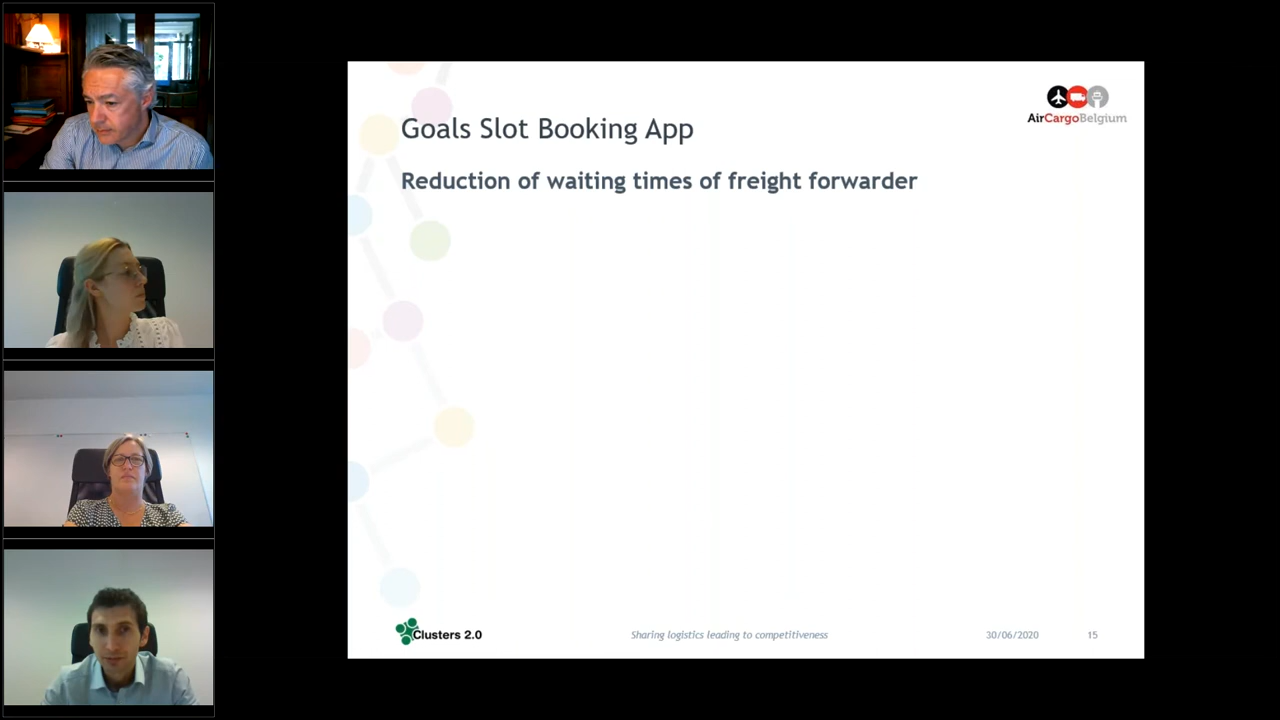 Goals Slot Booking App
AirCargoBelgium
Reduction of waiting times of freight forwarder
Clusters 2.0
Sharing logistics leading to competitiveness
30/06/2020
15